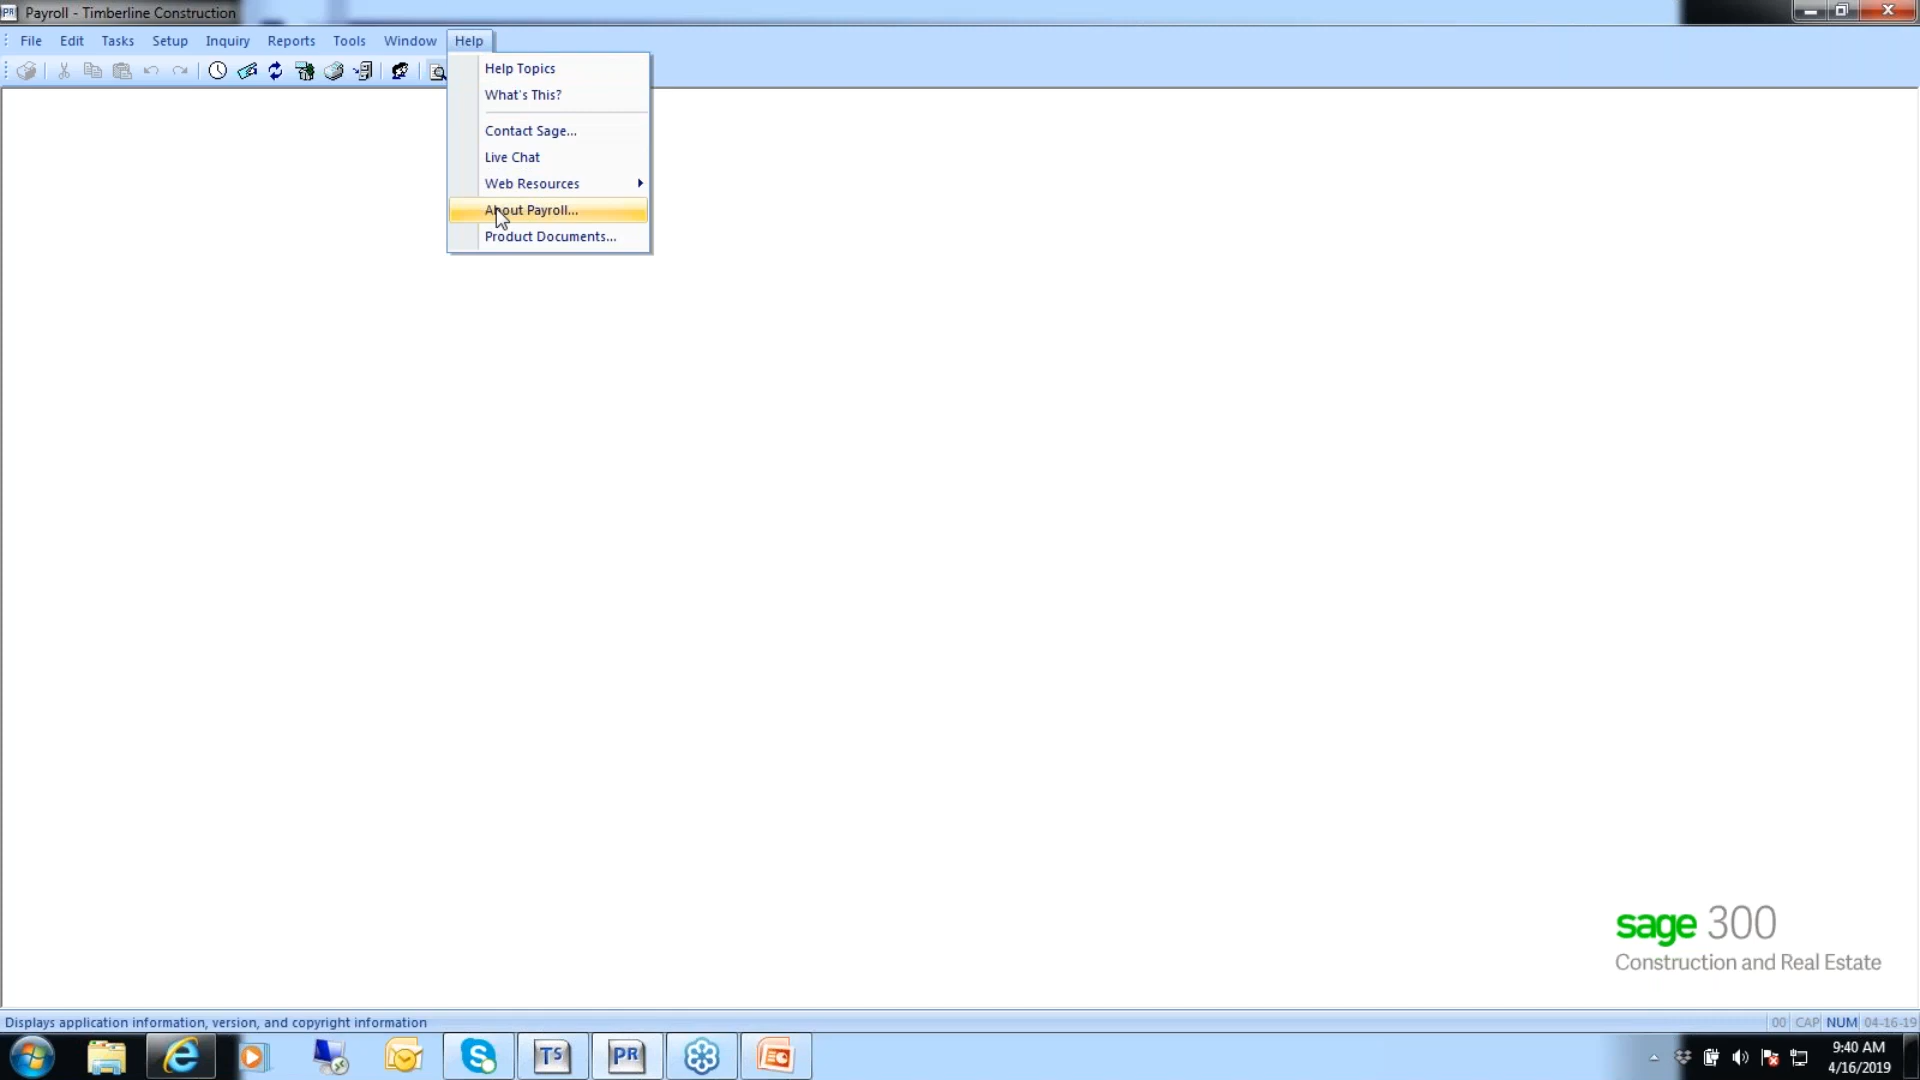 PR Payroll - Timberline Construction
File Edit Tasks Setup Inquiry Reports Tools Window Help
Help Topics
What's This?
Contact Sage...
Live Chat
Web Resources
About Payroll...
Product Documents...
sage 300
Construction and Real Estate
Displays application information, version, and copyright information
00 CAP NUM 04-16-19
TS PR
9:40 AM
4/16/2019